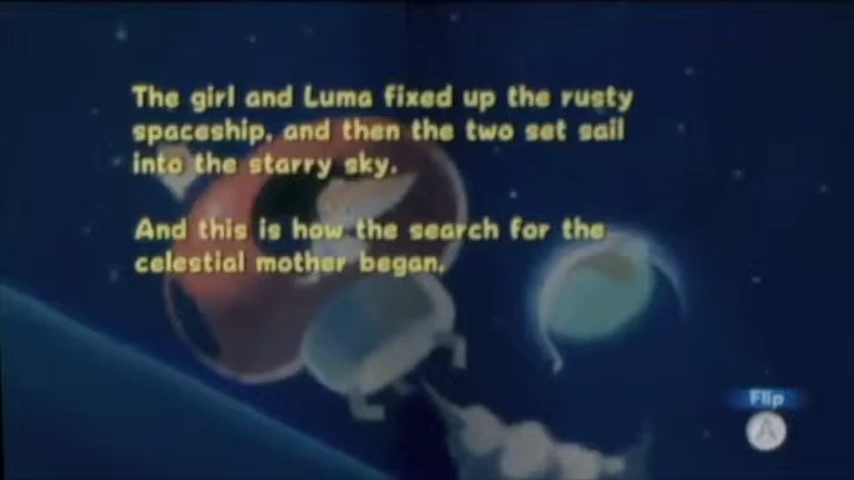 The girl and Luma fixed up the rusty
spaceship, and then the two set sail
into the starry sky.
And this is how the search for the
celestial mother began.
Flip
A